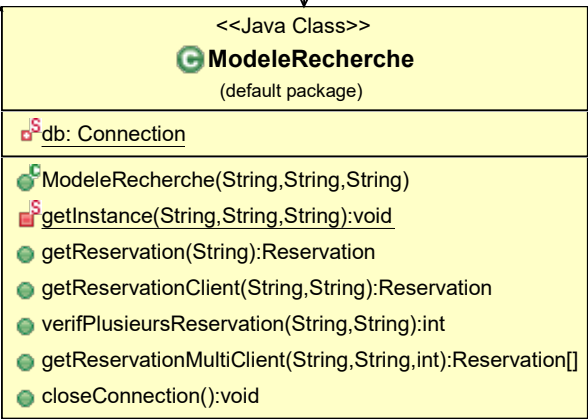 <<Java Class>>
C ModeleRecherche
(default package)
S db: Connection
C ModeleRecherche(String,String,String)
S getInstance(String,String,String):void
getReservation(String):Reservation
getReservationClient(String,String):Reservation
verifPlusieursReservation(String,String):int
getReservationMultiClient(String,String,int):Reservation[]
closeConnection():void